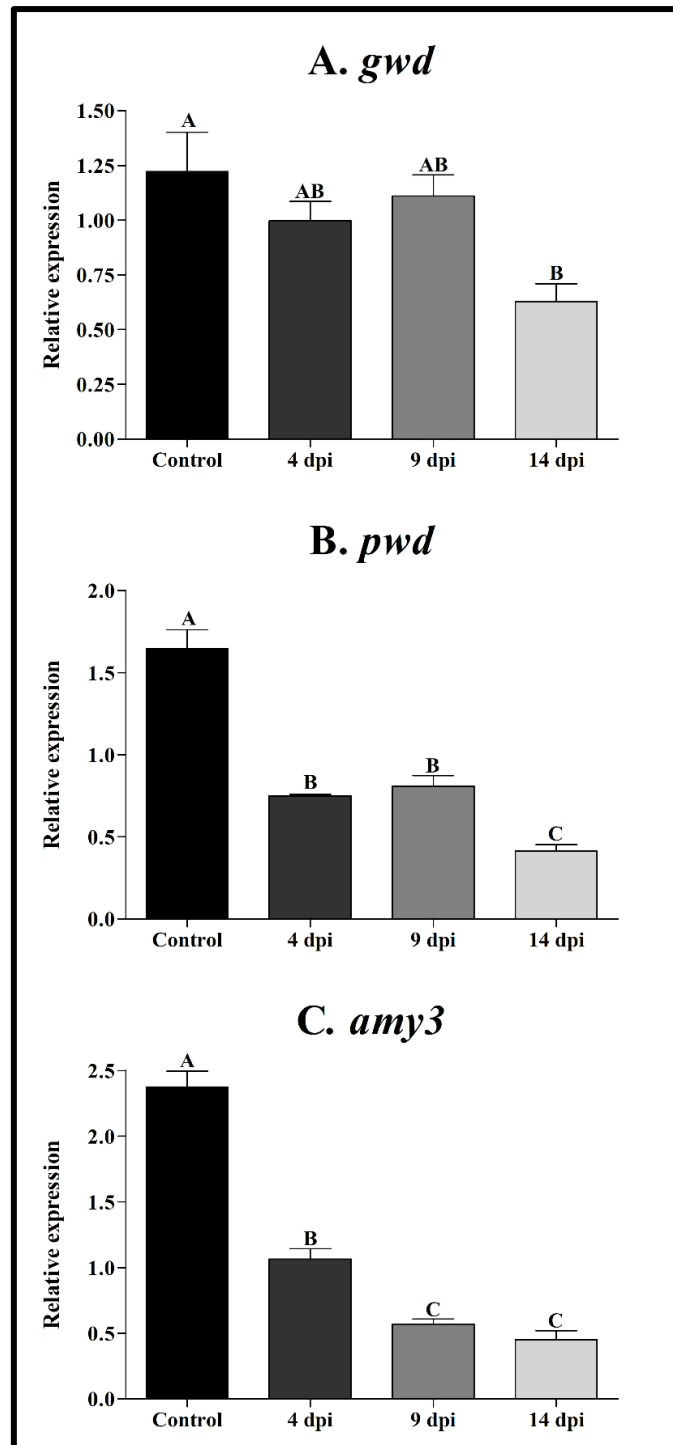 A. gwd
Relative expression
1.50
1.25
1.00
0.75
0.50
0.25
0.00
A
AB
AB
B
Control 4 dpi 9 dpi 14 dpi
B. pwd
Relative expression
2.0
1.5
1.0
0.5
0.0
A
B
B
C
Control 4 dpi 9 dpi 14 dpi
C. amy3
Relative expression
2.5
2.0
1.5
1.0
0.5
0.0
A
B
C
C
Control 4 dpi 9 dpi 14 dpi